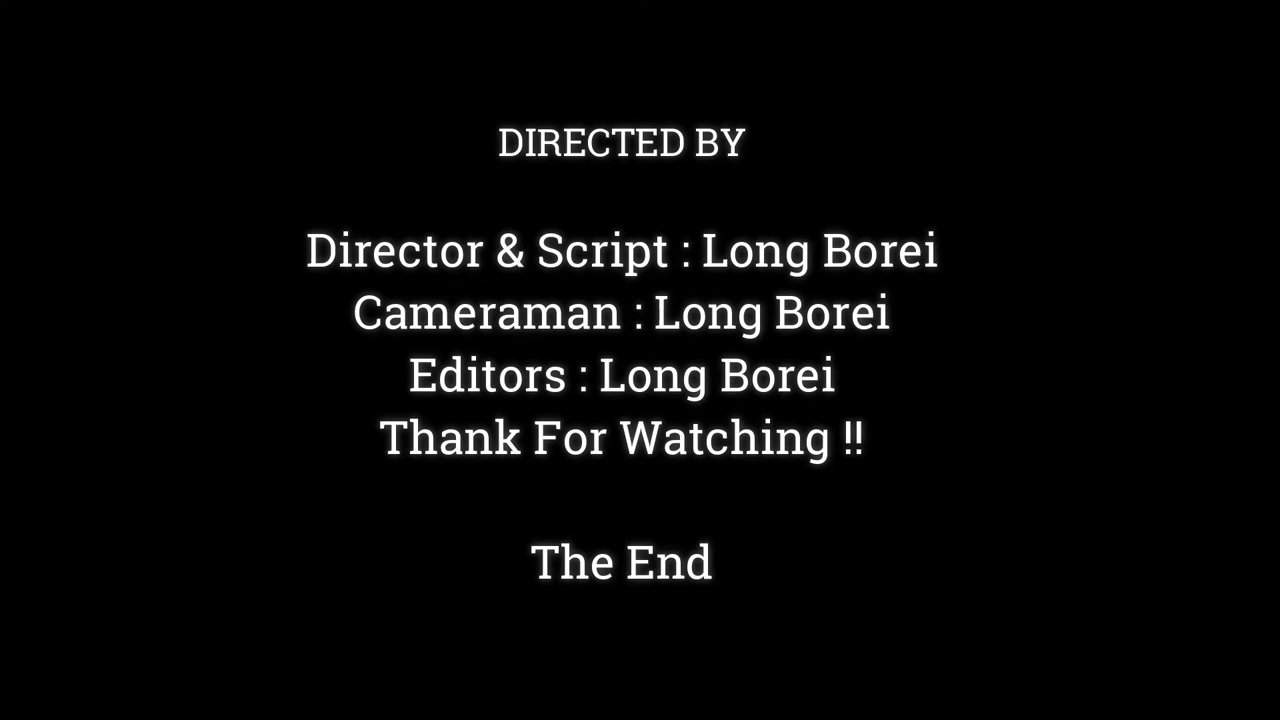 DIRECTED BY
Director & Script : Long Borei
Cameraman : Long Borei
Editors : Long Borei
Thank For Watching !!
The End